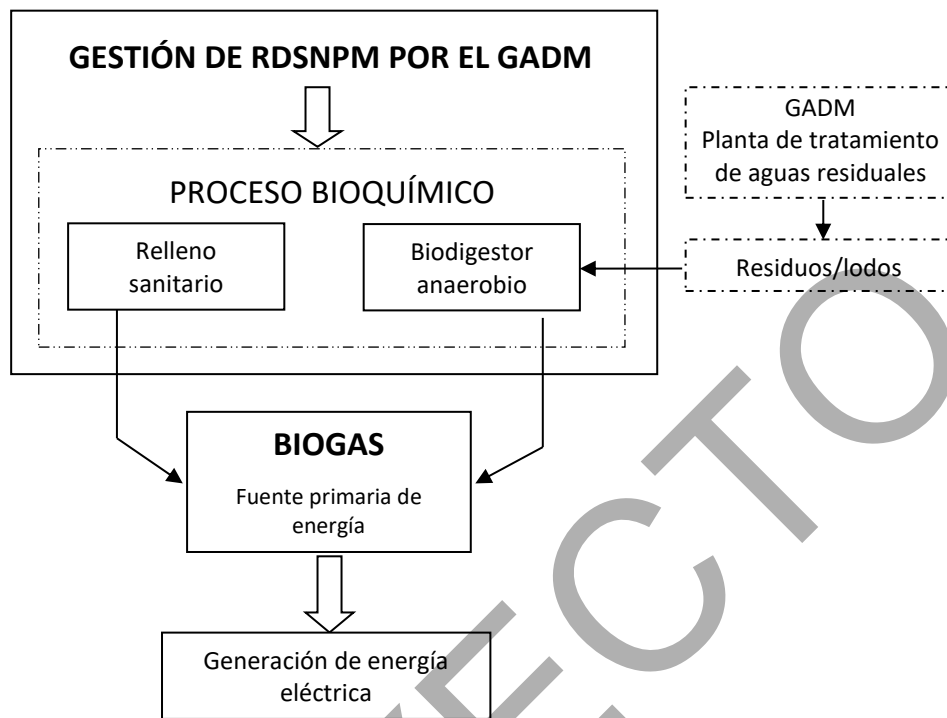 GESTIÓN DE RDSNPM POR EL GADM
PROCESO BIOQUÍMICO
Relleno
sanitario
Biodigestor
anaerobio
GADM
Planta de tratamiento
de aguas residuales
Residuos/lodos
BIOGAS
Fuente primaria de
energía
Generación de energía
eléctrica
YECTO